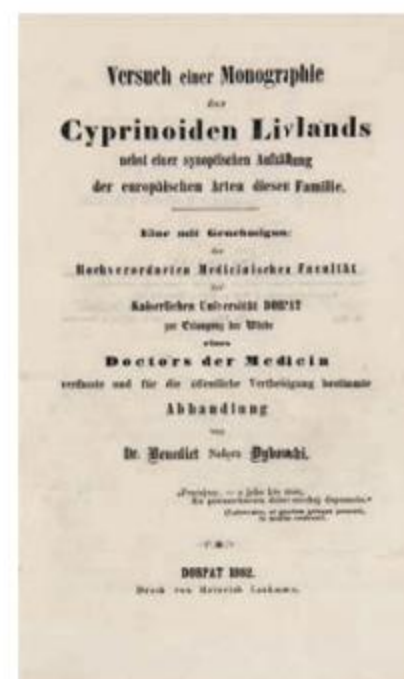 Versuch einer Monographie
der
Cyprinoiden Livlands
nebst einer synoptischen Aufzählung
der europäischen Arten dieser Familie.
Eine mit Genehmigung
der
Hochverordneten Medicinischen Facultät
der
Kaiserlichen Universität DORPAT
zur Erlangung der Würde
eines
Doctors der Medicin
verfasste und für die öffentliche Vertheidigung bestimmte
Abhandlung
von
Dr. Benedict Dybowski.
DORPAT 1862.
Druck von Heinrich Laakmann.